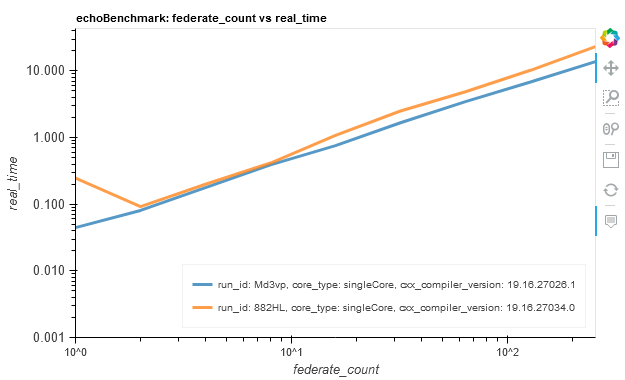 echoBenchmark: federate_count vs real_time
10.000
1.000
0.100
0.010
0.001
real_time
run_id: Md3vp, core_type: singleCore, cxx_compiler_version: 19.16.27026.1
run_id: 882HL, core_type: singleCore, cxx_compiler_version: 19.16.27034.0
10^0
10^1
10^2
federate_count